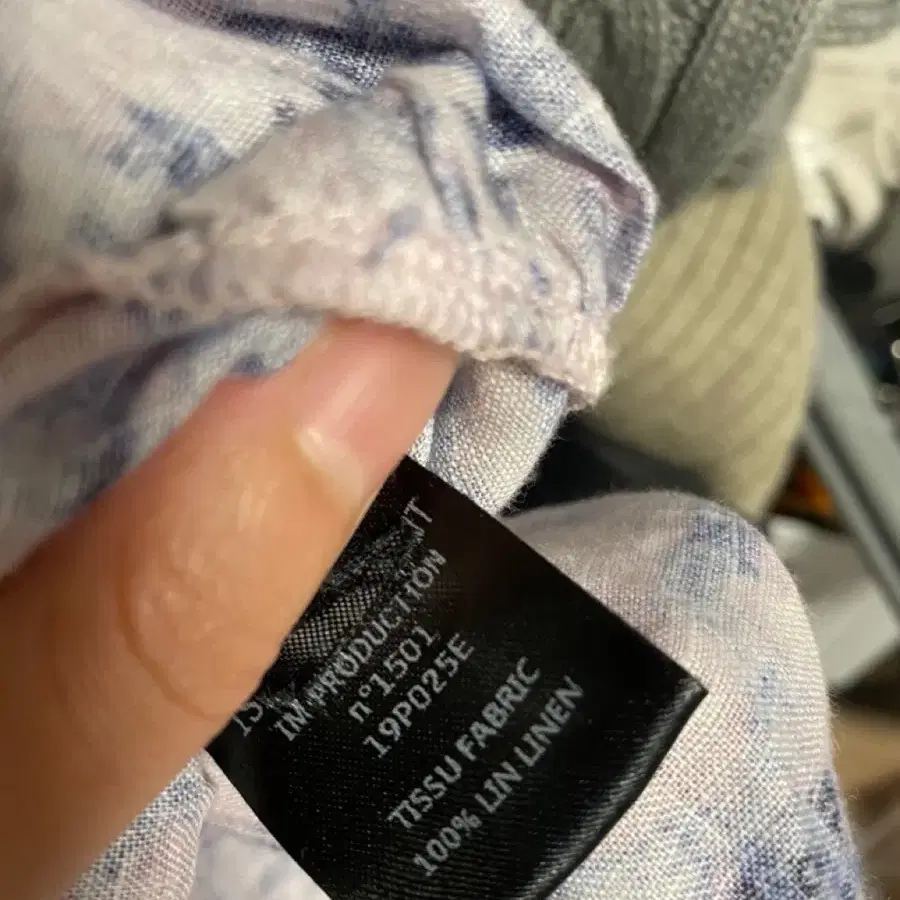 IM PRODUCTION
n°1501
19P025E
TISSU FABRIC
100% LIN LINEN